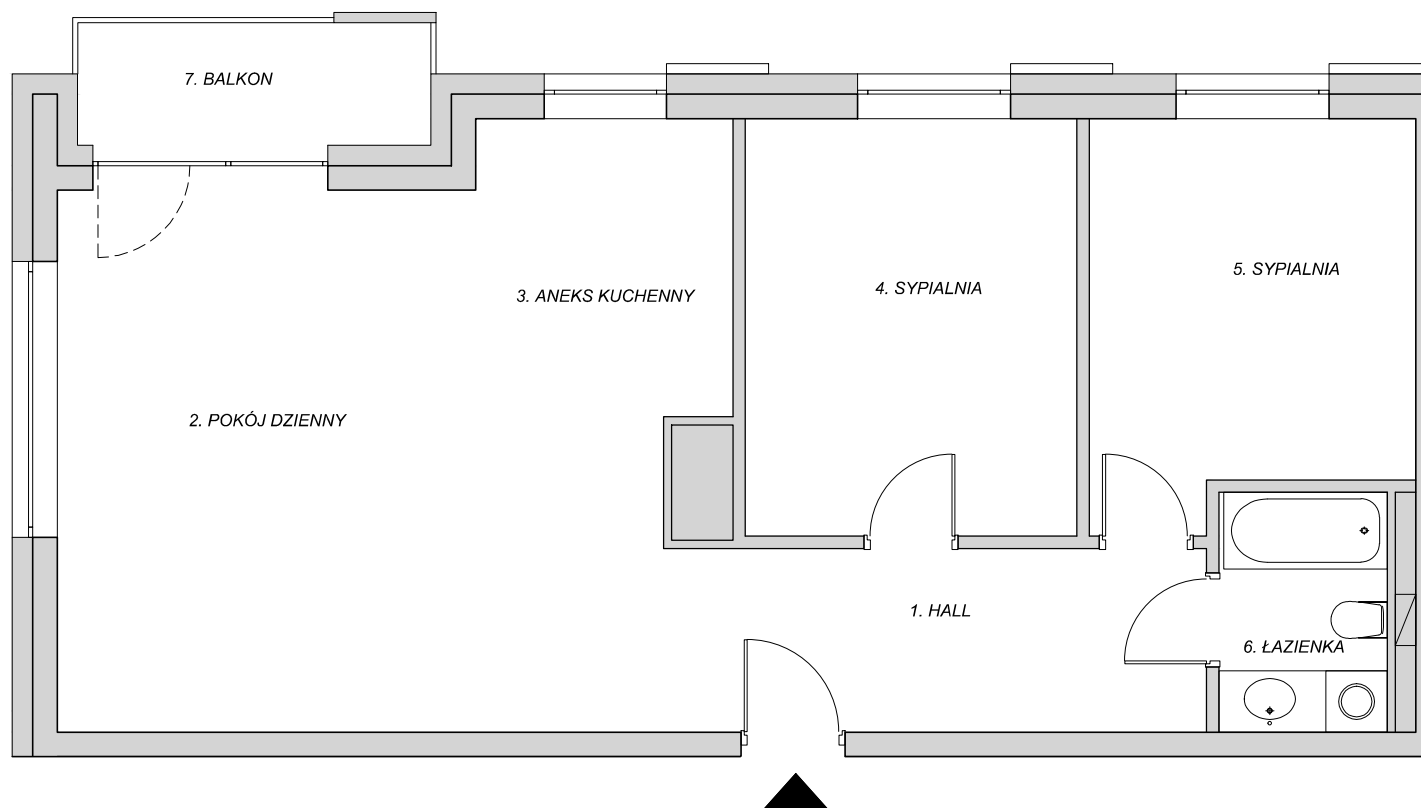 7. BALKON
5. SYPIALNIA
4. SYPIALNIA
3. ANEKS KUCHENNY
2. POKÓJ DZIENNY
1. HALL
6. ŁAZIENKA